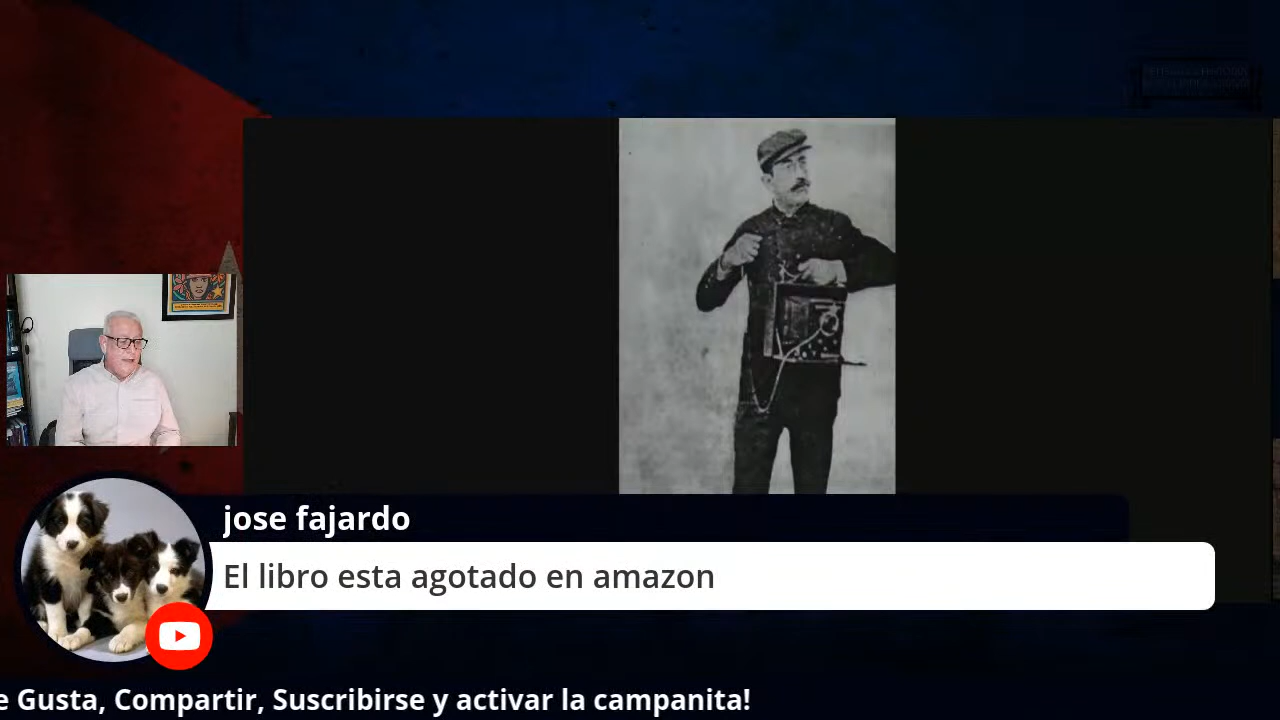 jose fajardo
El libro esta agotado en amazon
e Gusta, Compartir, Suscribirse y activar la campanita!